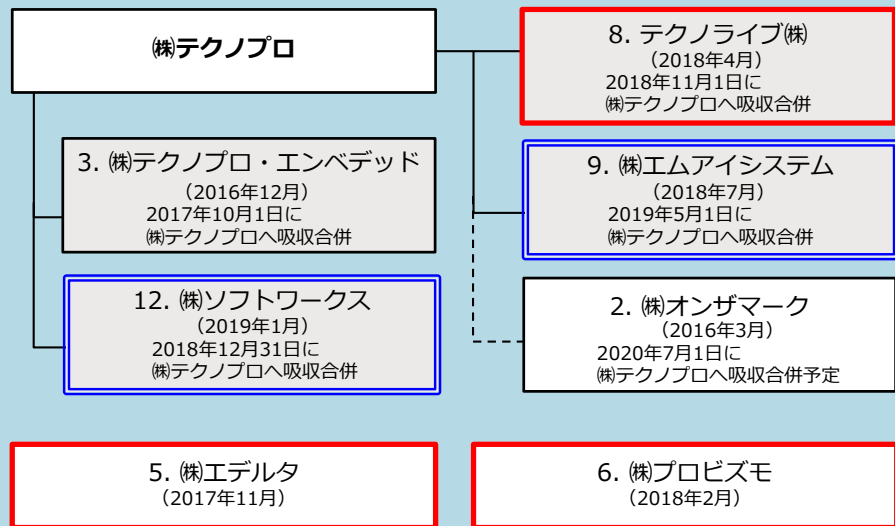 ㈱テクノプロ
8. テクノライブ㈱
（2018年4月）
2018年11月1日に
㈱テクノプロへ吸収合併
3. ㈱テクノプロ・エンベデッド
（2016年12月）
2017年10月1日に
㈱テクノプロへ吸収合併
9. ㈱エムアイシステム
（2018年7月）
2019年5月1日に
㈱テクノプロへ吸収合併
12. ㈱ソフトワークス
（2019年1月）
2018年12月31日に
㈱テクノプロへ吸収合併
2. ㈱オンザマーク
（2016年3月）
2020年7月1日に
㈱テクノプロへ吸収合併予定
5. ㈱エデルタ
（2017年11月）
6. ㈱プロビズモ
（2018年2月）